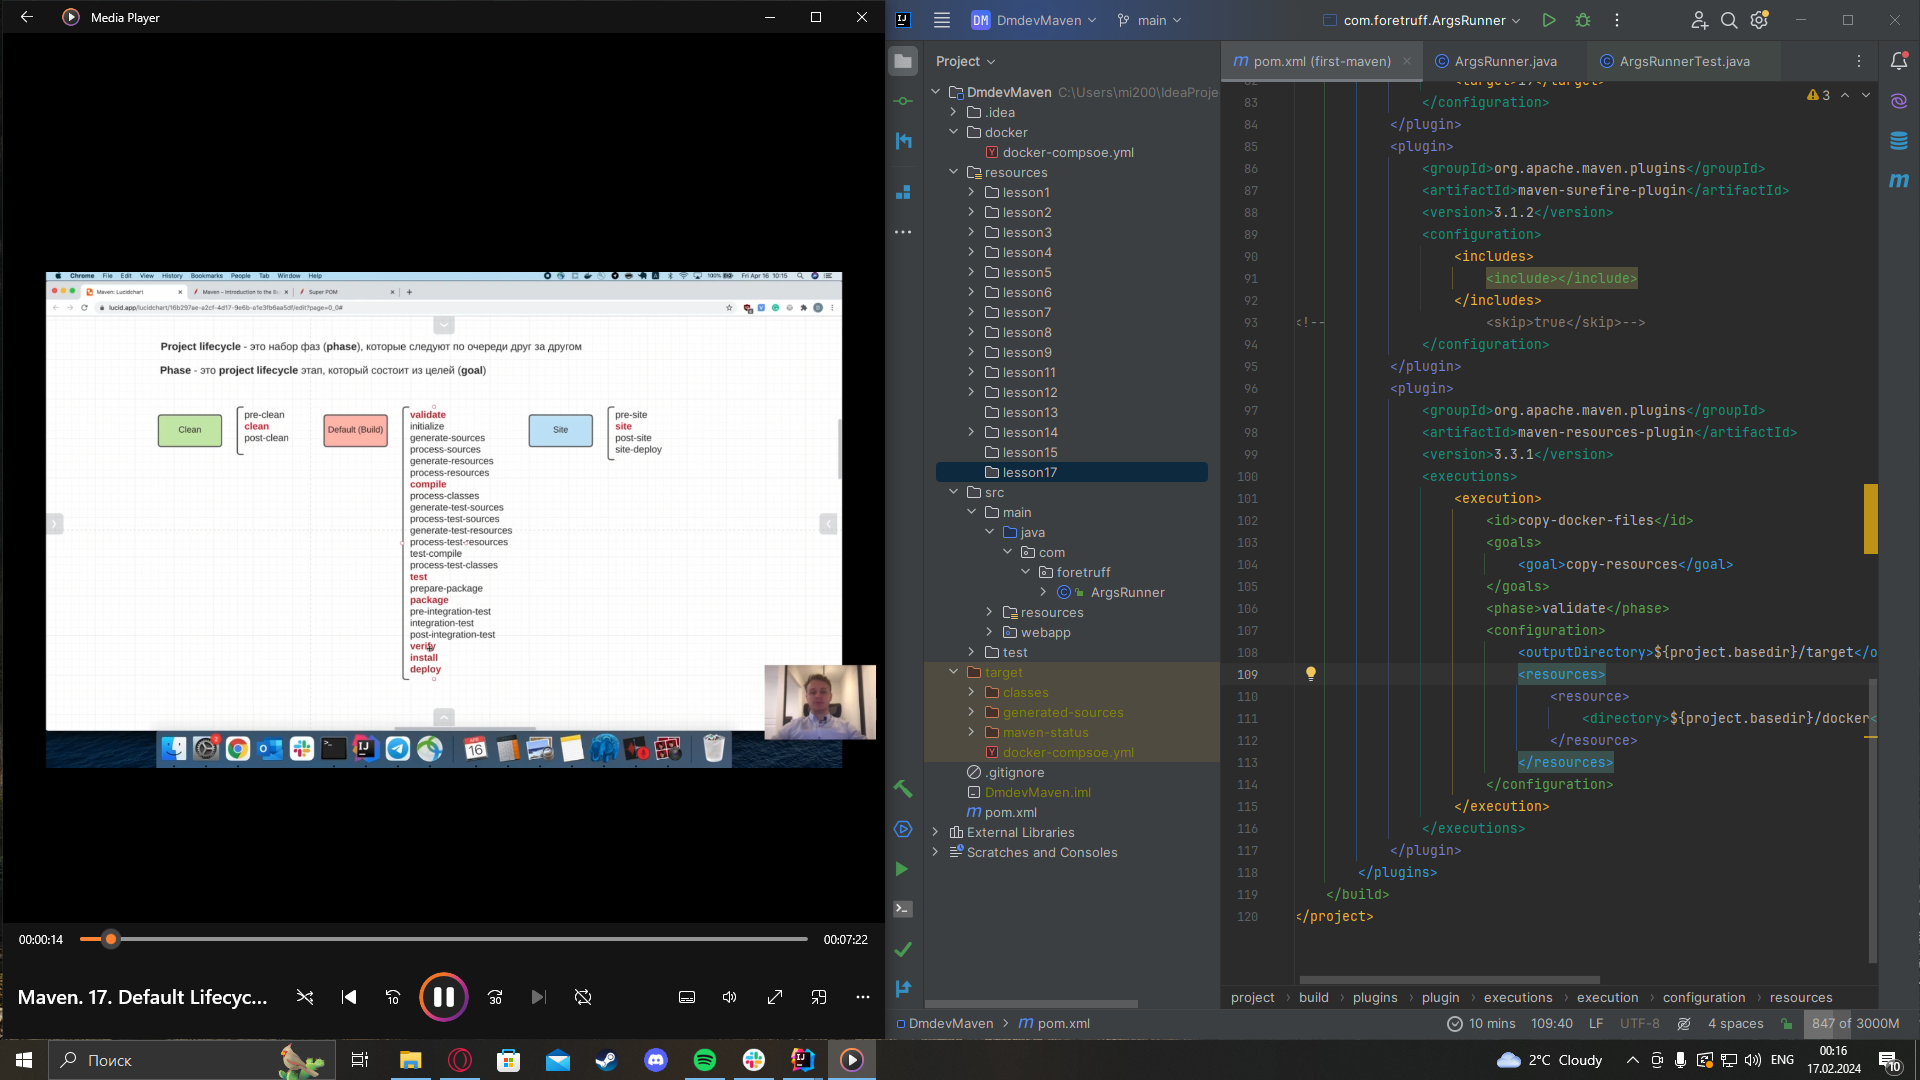 Media Player
Chrome File Edit View History Bookmarks People Tab Window Help
100%
Fri Apr 16 10:15
Maven: Lucidchart
Maven – Introduction to the B
Super POM
lucid.app/lucidchart/
Project lifecycle - это набор фаз (phase), которые следуют по очереди друг за другом
Phase - это project lifecycle этап, который состоит из целей (goal)
Clean
pre-clean
clean
post-clean
Default (Build)
validate
initialize
generate-sources
process-sources
generate-resources
process-resources
compile
process-classes
generate-test-sources
process-test-sources
generate-test-resources
process-test-resources
test-compile
process-test-classes
test
prepare-package
package
pre-integration-test
integration-test
post-integration-test
verify
install
deploy
Site
pre-site
site
post-site
site-deploy
00:00:14
00:07:22
Maven. 17. Default Lifecyc...
10
30
DM DmdevMaven
main
com.foretruff.ArgsRunner
Project
pom.xml (first-maven)
ArgsRunner.java
ArgsRunnerTest.java
DmdevMaven C:\Users\mi200\IdeaProje
.idea
docker
docker-compsoe.yml
resources
lesson1
lesson2
lesson3
lesson4
lesson5
lesson6
lesson7
lesson8
lesson9
lesson11
lesson12
lesson13
lesson14
lesson15
lesson17
src
main
java
com
foretruff
ArgsRunner
resources
webapp
test
target
classes
generated-sources
maven-status
docker-compsoe.yml
.gitignore
DmdevMaven.iml
pom.xml
External Libraries
Scratches and Consoles
3
82 <target>17</target>
83 </configuration>
84 </plugin>
85 <plugin>
86 <groupId>org.apache.maven.plugins</groupId>
87 <artifactId>maven-surefire-plugin</artifactId>
88 <version>3.1.2</version>
89 <configuration>
90 <includes>
91 <include></include>
92 </includes>
93 <!-- <skip>true</skip>-->
94 </configuration>
95 </plugin>
96 <plugin>
97 <groupId>org.apache.maven.plugins</groupId>
98 <artifactId>maven-resources-plugin</artifactId>
99 <version>3.3.1</version>
100 <executions>
101 <execution>
102 <id>copy-docker-files</id>
103 <goals>
104 <goal>copy-resources</goal>
105 </goals>
106 <phase>validate</phase>
107 <configuration>
108 <outputDirectory>${project.basedir}/target</o
109 <resources>
110 <resource>
111 <directory>${project.basedir}/docker<
112 </resource>
113 </resources>
114 </configuration>
115 </execution>
116 </executions>
117 </plugin>
118 </plugins>
119 </build>
120 </project>
project > build > plugins > plugin > executions > execution > configuration > resources
DmdevMaven > pom.xml
10 mins 109:40 LF UTF-8 4 spaces 847 of 3000M
Поиск
2°C Cloudy
ENG
00:16
17.02.2024
10